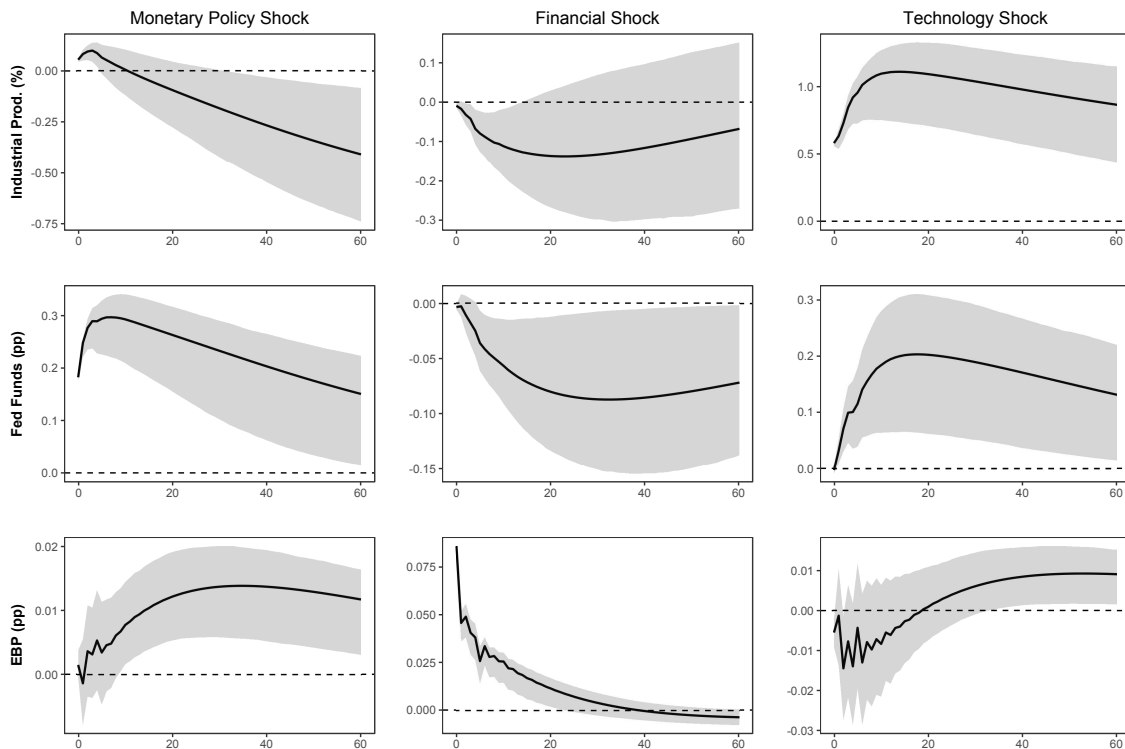 Monetary Policy Shock
Financial Shock
Technology Shock
Industrial Prod. (%)
0.00
-0.25
-0.50
-0.75
0 20 40 60
0.1
0.0
-0.1
-0.2
-0.3
0 20 40 60
1.0
0.5
0.0
0 20 40 60
Fed Funds (pp)
0.3
0.2
0.1
0.0
0 20 40 60
0.00
-0.05
-0.10
-0.15
0 20 40 60
0.3
0.2
0.1
0.0
0 20 40 60
EBP (pp)
0.02
0.01
0.00
0 20 40 60
0.075
0.050
0.025
0.000
0 20 40 60
0.01
0.00
-0.01
-0.02
-0.03
0 20 40 60